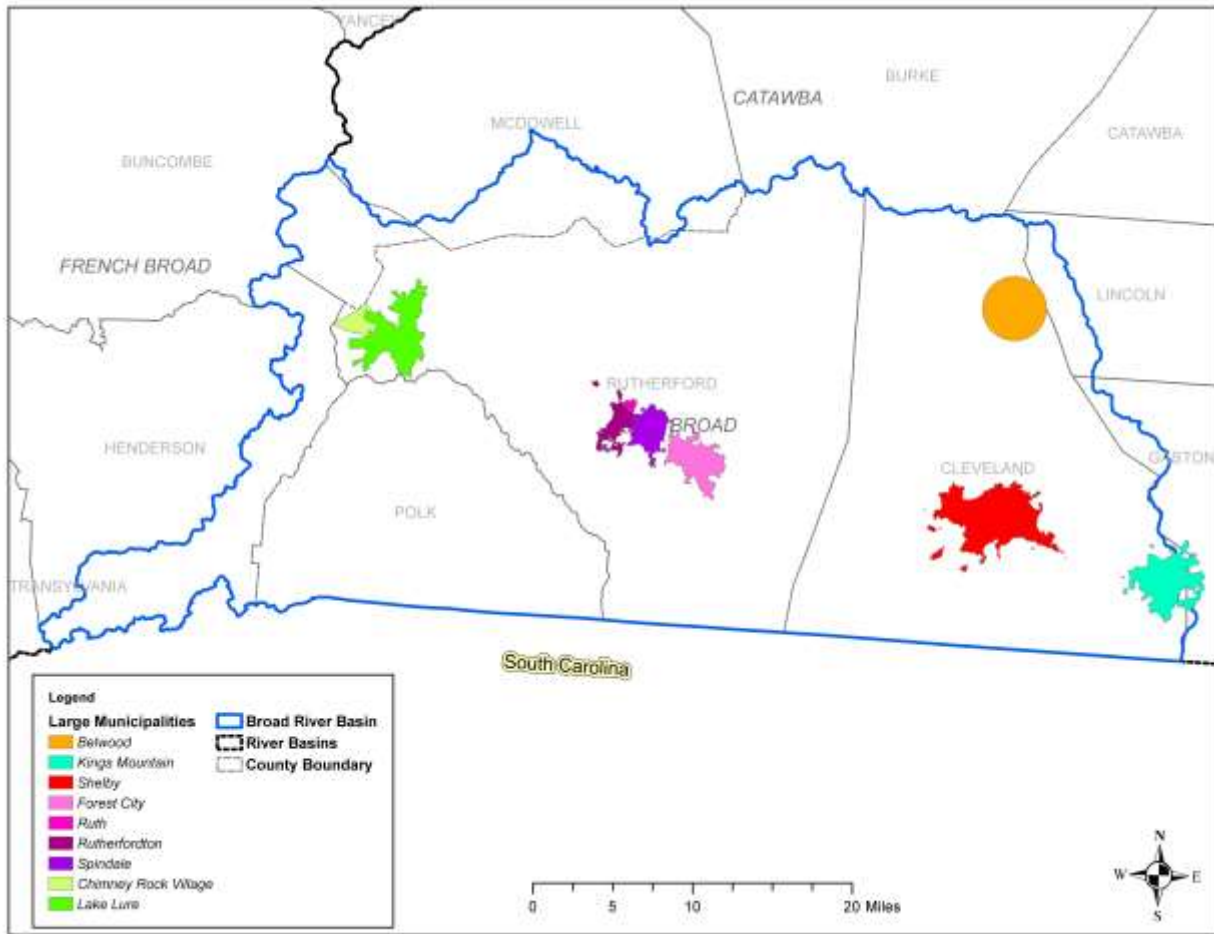 YANCEY
BURKE
CATAWBA
MCDOWELL
CATAWBA
BUNCOMBE
FRENCH BROAD
LINCOLN
RUTHERFORD
BROAD
HENDERSON
CLEVELAND
GASTON
POLK
TRANSYLVANIA
South Carolina
Legend
Large Municipalities
Belwood
Kings Mountain
Shelby
Forest City
Ruth
Rutherfordton
Spindale
Chimney Rock Village
Lake Lure
Broad River Basin
River Basins
County Boundary
N
W E
S
0 5 10 20 Miles